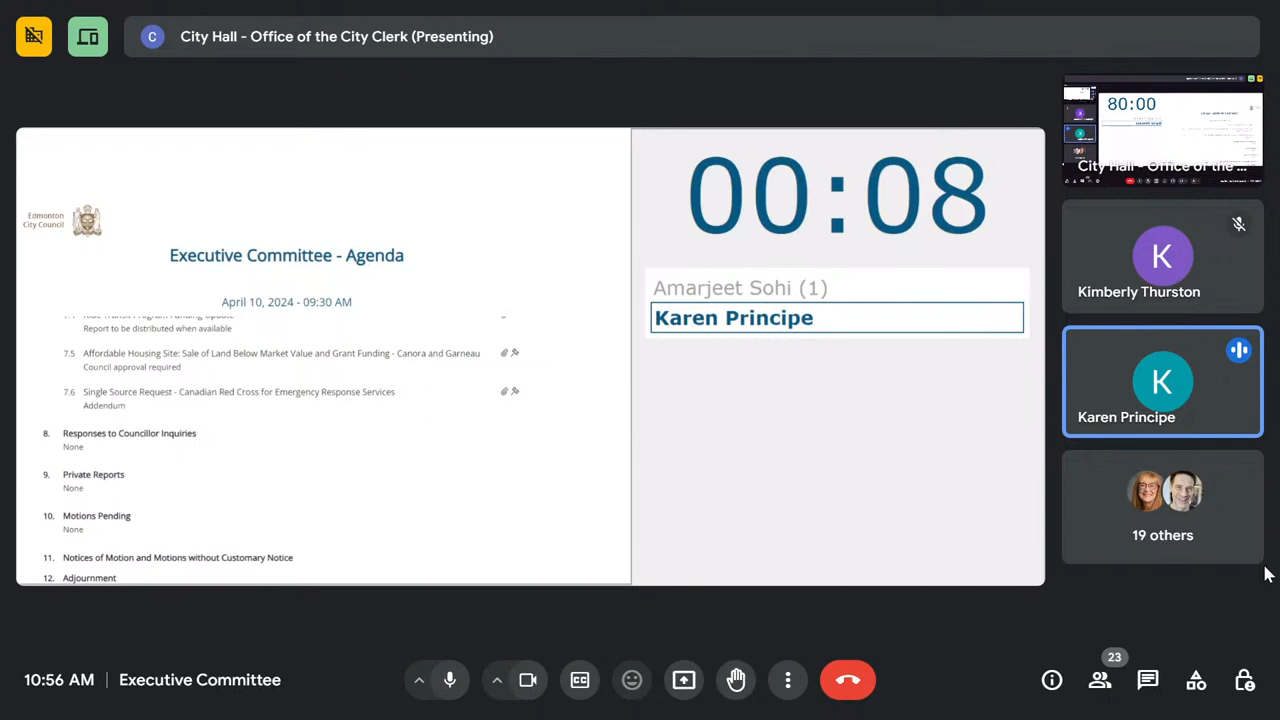 C City Hall - Office of the City Clerk (Presenting)
Edmonton
City Council
Executive Committee - Agenda
April 10, 2024 - 09:30 AM
Report to be distributed when available
7.5 Affordable Housing Site: Sale of Land Below Market Value and Grant Funding - Canora and Garneau
Council approval required
7.6 Single Source Request - Canadian Red Cross for Emergency Response Services
Addendum
8. Responses to Councillor Inquiries
None
9. Private Reports
None
10. Motions Pending
None
11. Notices of Motion and Motions without Customary Notice
12. Adjournment
00:08
Amarjeet Sohi (1)
Karen Principe
80:00
City Hall - Office of the ...
K
Kimberly Thurston
K
Karen Principe
19 others
10:56 AM Executive Committee
23